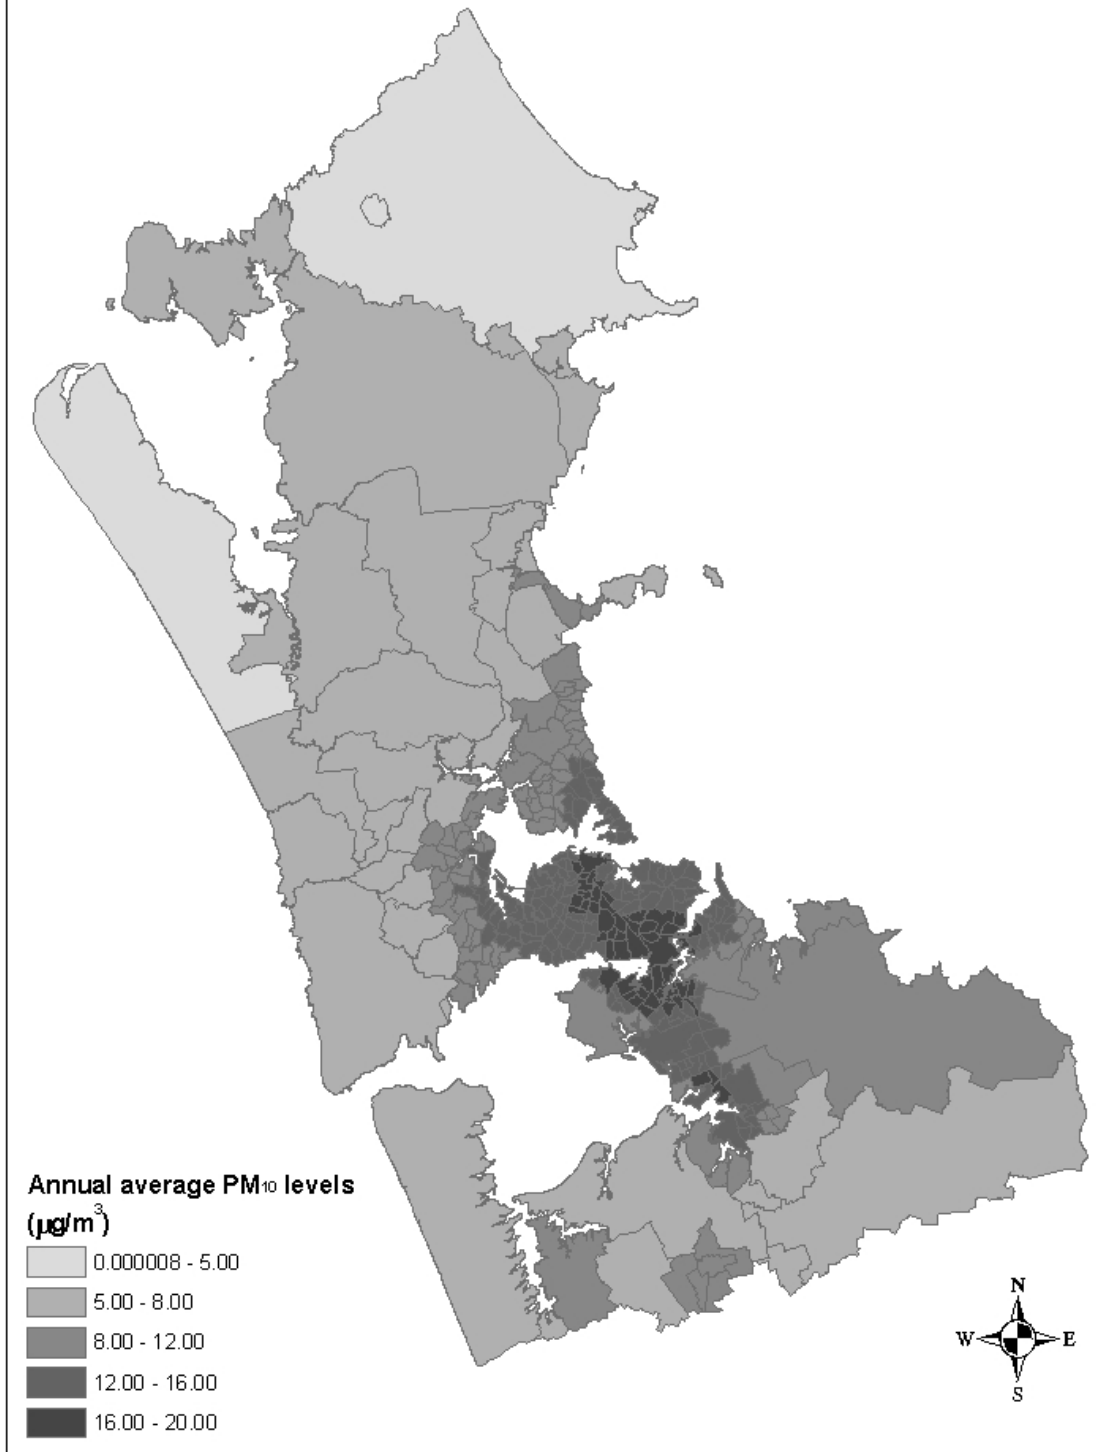 Annual average PM10 levels
(µg/m3)
0.000008 - 5.00
5.00 - 8.00
8.00 - 12.00
12.00 - 16.00
16.00 - 20.00
N
W E
S